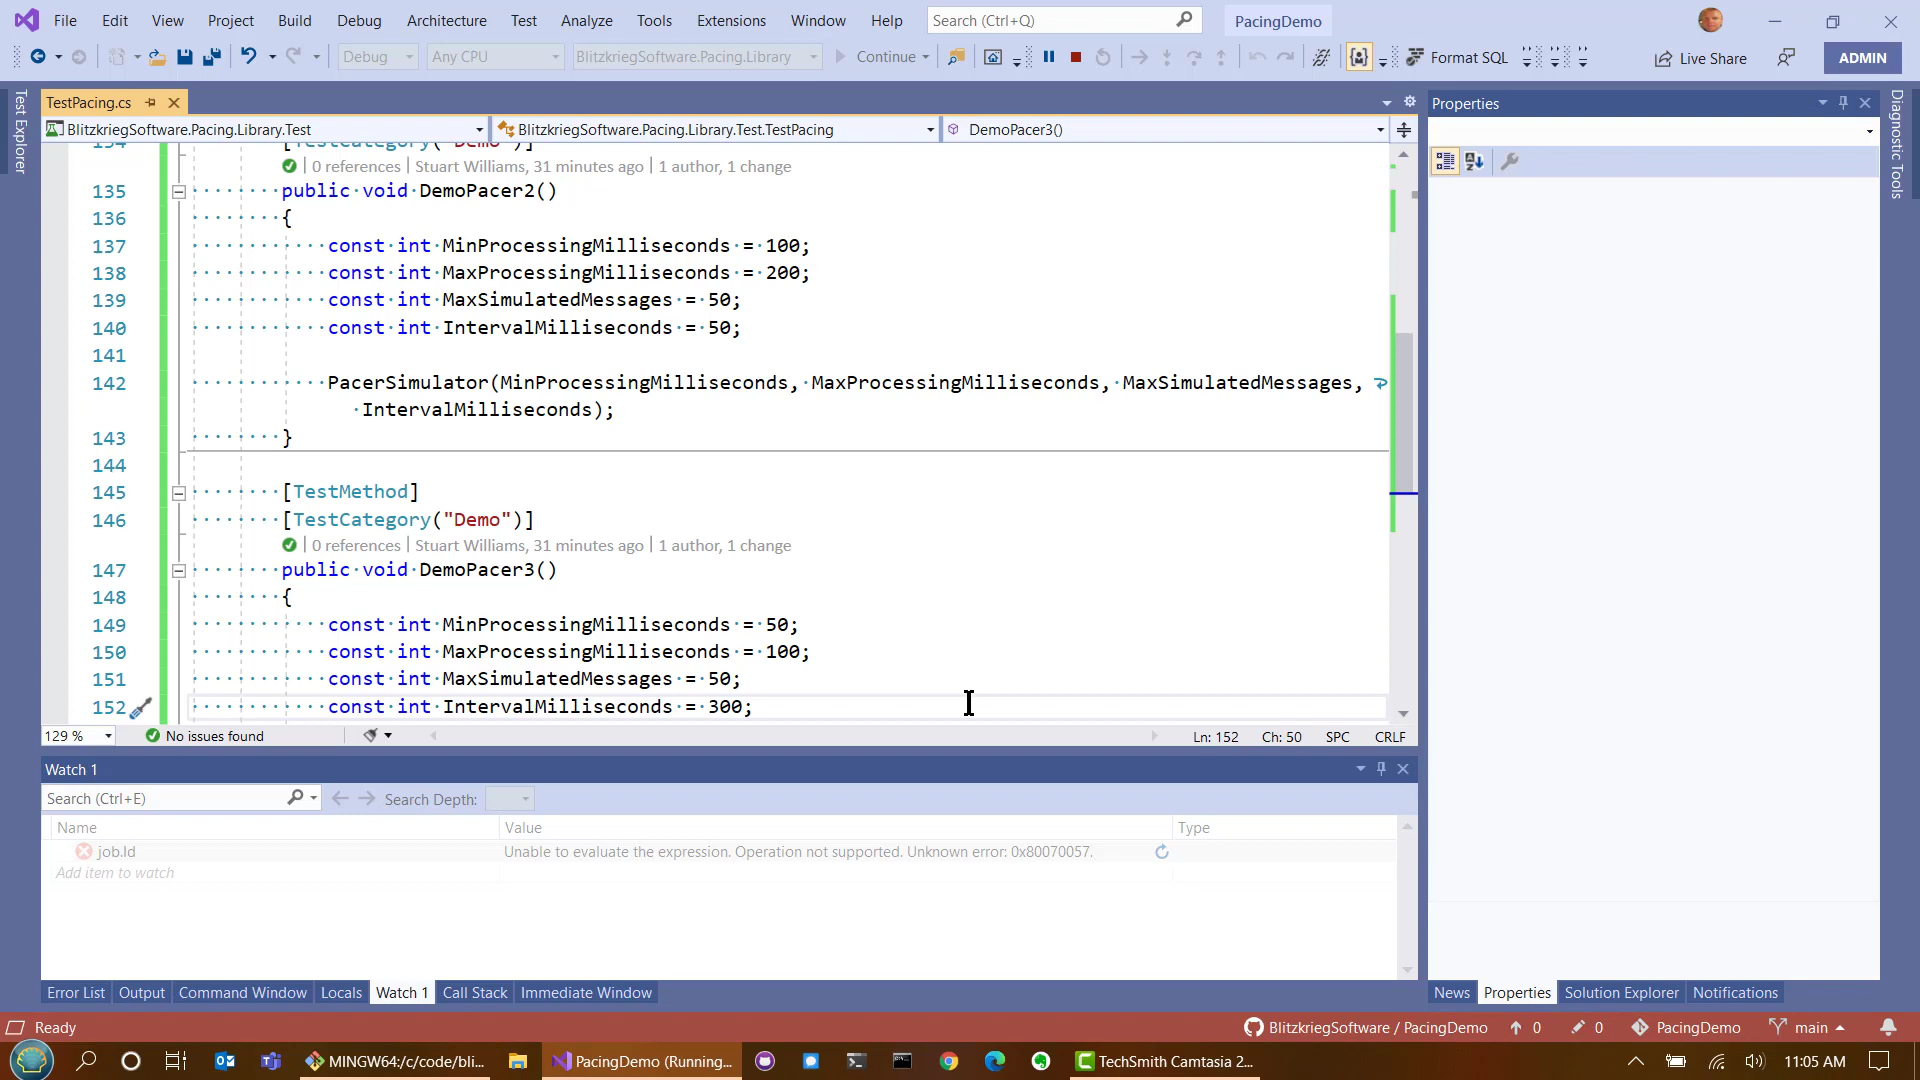 File Edit View Project Build Debug Architecture Test Analyze Tools Extensions Window Help Search (Ctrl+Q) PacingDemo
Debug Any CPU BlitzkriegSoftware.Pacing.Library Continue Format SQL Live Share ADMIN
Test Explorer
TestPacing.cs
BlitzkriegSoftware.Pacing.Library.Test BlitzkriegSoftware.Pacing.Library.Test.TestPacing DemoPacer3()
134 [TestCategory("Demo")]
0 references | Stuart Williams, 31 minutes ago | 1 author, 1 change
135 public void DemoPacer2()
136 {
137 const int MinProcessingMilliseconds = 100;
138 const int MaxProcessingMilliseconds = 200;
139 const int MaxSimulatedMessages = 50;
140 const int IntervalMilliseconds = 50;
141
142 PacerSimulator(MinProcessingMilliseconds, MaxProcessingMilliseconds, MaxSimulatedMessages,
IntervalMilliseconds);
143 }
144
145 [TestMethod]
146 [TestCategory("Demo")]
0 references | Stuart Williams, 31 minutes ago | 1 author, 1 change
147 public void DemoPacer3()
148 {
149 const int MinProcessingMilliseconds = 50;
150 const int MaxProcessingMilliseconds = 100;
151 const int MaxSimulatedMessages = 50;
152 const int IntervalMilliseconds = 300;
129 % No issues found Ln: 152 Ch: 50 SPC CRLF
Properties
Diagnostic Tools
Watch 1
Search (Ctrl+E) Search Depth:
Name Value Type
job.Id Unable to evaluate the expression. Operation not supported. Unknown error: 0x80070057.
Add item to watch
Error List Output Command Window Locals Watch 1 Call Stack Immediate Window
News Properties Solution Explorer Notifications
Ready BlitzkriegSoftware / PacingDemo 0 0 PacingDemo main
MINGW64:/c/code/bli... PacingDemo (Running... TechSmith Camtasia 2... 11:05 AM